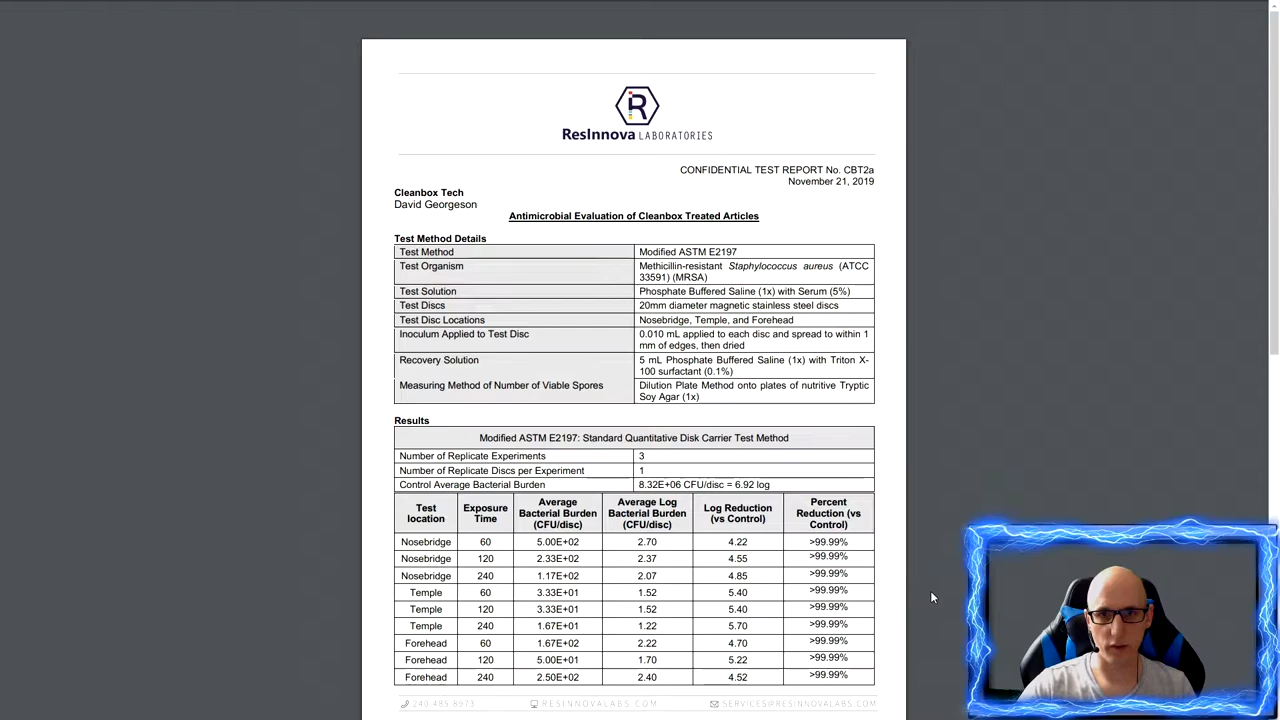 R
ResInnova LABORATORIES
CONFIDENTIAL TEST REPORT No. CBT2a
November 21, 2019
Cleanbox Tech
David Georgeson
Antimicrobial Evaluation of Cleanbox Treated Articles
Test Method Details
Test Method Modified ASTM E2197
Test Organism Methicillin-resistant Staphylococcus aureus (ATCC
33591) (MRSA)
Test Solution Phosphate Buffered Saline (1x) with Serum (5%)
Test Discs 20mm diameter magnetic stainless steel discs
Test Disc Locations Nosebridge, Temple, and Forehead
Inoculum Applied to Test Disc 0.010 mL applied to each disc and spread to within 1
mm of edges, then dried
Recovery Solution 5 mL Phosphate Buffered Saline (1x) with Triton X-
100 surfactant (0.1%)
Measuring Method of Number of Viable Spores Dilution Plate Method onto plates of nutritive Tryptic
Soy Agar (1x)
Results
Modified ASTM E2197: Standard Quantitative Disk Carrier Test Method
Number of Replicate Experiments 3
Number of Replicate Discs per Experiment 1
Control Average Bacterial Burden 8.32E+06 CFU/disc = 6.92 log
Test location Exposure Time Average Bacterial Burden (CFU/disc) Average Log Bacterial Burden (CFU/disc) Log Reduction (vs Control) Percent Reduction (vs Control)
Nosebridge 60 5.00E+02 2.70 4.22 >99.99%
Nosebridge 120 2.33E+02 2.37 4.55 >99.99%
Nosebridge 240 1.17E+02 2.07 4.85 >99.99%
Temple 60 3.33E+01 1.52 5.40 >99.99%
Temple 120 3.33E+01 1.52 5.40 >99.99%
Temple 240 1.67E+01 1.22 5.70 >99.99%
Forehead 60 1.67E+02 2.22 4.70 >99.99%
Forehead 120 5.00E+01 1.70 5.22 >99.99%
Forehead 240 2.50E+02 2.40 4.52 >99.99%
240.485.8973 RESINNOVALABS.COM SERVICES@RESINNOVALABS.COM